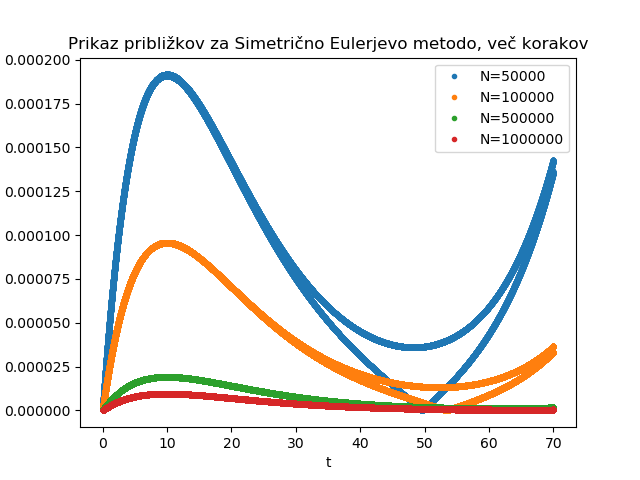 Prikaz približkov za Simetrično Eulerjevo metodo, več korakov
0.000200
0.000175
0.000150
0.000125
0.000100
0.000075
0.000050
0.000025
0.000000
N=50000
N=100000
N=500000
N=1000000
0 10 20 30 40 50 60 70
t